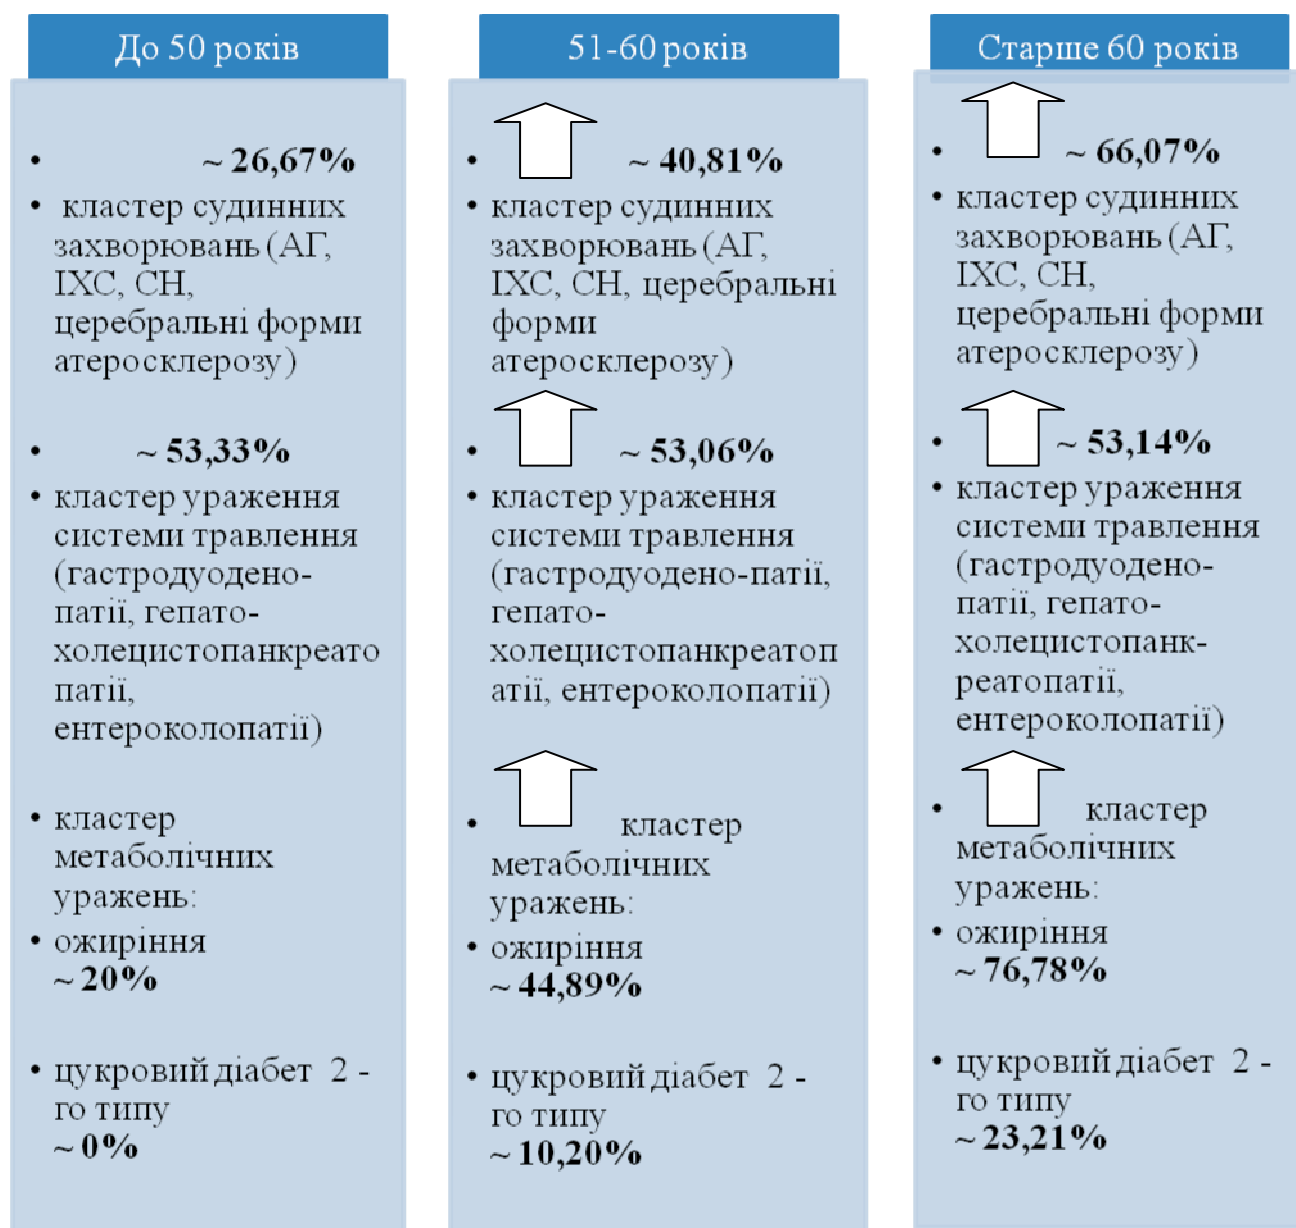 До 50 років
~ 26,67%
кластер судинних
захворювань (АГ,
ІХС, СН,
церебральні форми
атеросклерозу)
~ 53,33%
кластер ураження
системи травлення
(гастродуодено-
патії, гепато-
холецистопанкреато
патії,
ентероколопатії)
кластер
метаболічних
уражень:
ожиріння
~ 20%
цукровий діабет 2 -
го типу
~ 0%
51-60 років
~ 40,81%
кластер судинних
захворювань (АГ,
ІХС, СН, церебральні
форми
атеросклерозу)
~ 53,06%
кластер ураження
системи травлення
(гастродуодено-патії,
гепато-
холецистопанкреатоп
атії, ентероколопатії)
кластер
метаболічних
уражень:
ожиріння
~ 44,89%
цукровий діабет 2 -
го типу
~ 10,20%
Старше 60 років
~ 66,07%
кластер судинних
захворювань (АГ,
ІХС, СН,
церебральні форми
атеросклерозу)
~ 53,14%
кластер ураження
системи травлення
(гастродуодено-
патії, гепато-
холецистопанк-
реатопатії,
ентероколопатії)
кластер
метаболічних
уражень:
ожиріння
~ 76,78%
цукровий діабет 2 -
го типу
~ 23,21%